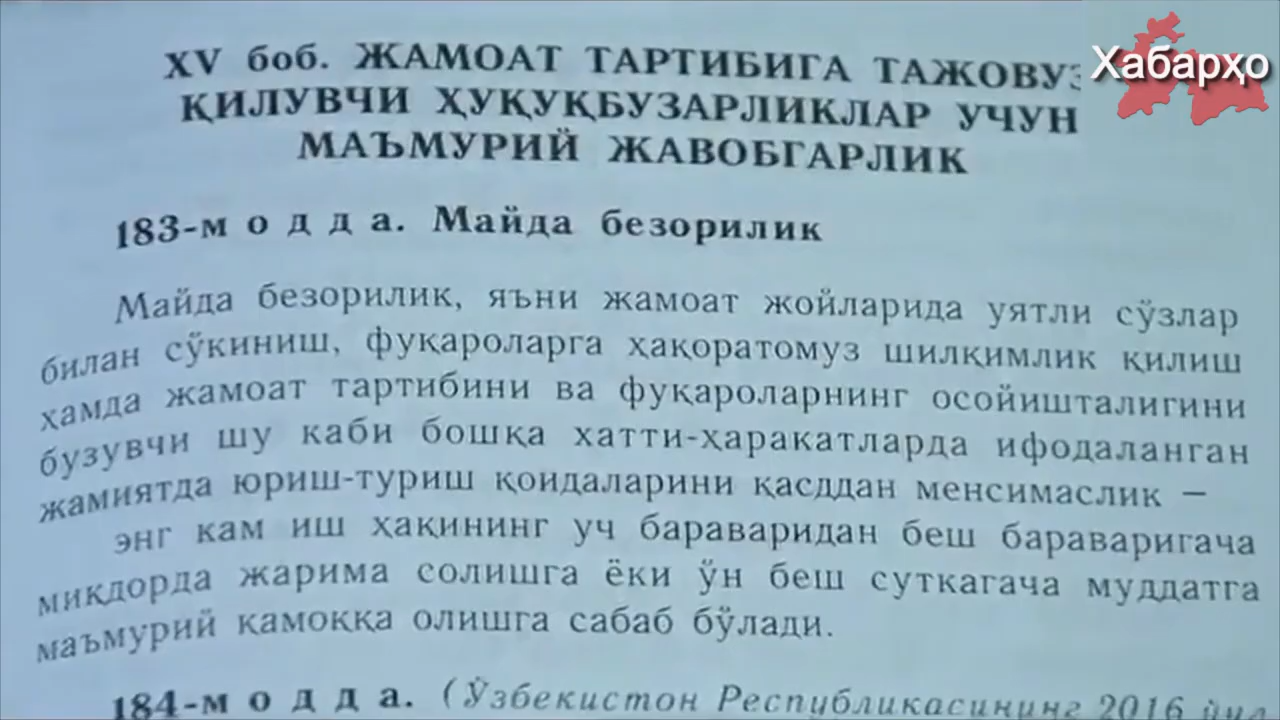 XV боб. ЖАМОАТ ТАРТИБИГА ТАЖОВУЗ
Хабарҳо
ҚИЛУВЧИ ҲУҚУҚБУЗАРЛИКЛАР УЧУН
МАЪМУРИЙ ЖАВОБГАРЛИК
183-м о д д а. Майда безорилик
Майда безорилик, яъни жамоат жойларида уятли сўзлар
билан сўкиниш, фуқароларга ҳақоратомуз шилқимлик қилиш
ҳамда жамоат тартибини ва фуқароларнинг осойишталигини
бузувчи шу каби бошқа хатти-ҳаракатларда ифодаланган
жамиятда юриш-туриш қоидаларини қасддан менсимаслик —
энг кам иш ҳақининг уч бараваридан беш бараваригача
миқдорда жарима солишга ёки ўн беш суткагача муддатга
маъмурий қамоққа олишга сабаб бўлади.
184-м о д д а. (Ўзбекистон Республикасининг 2016 йил